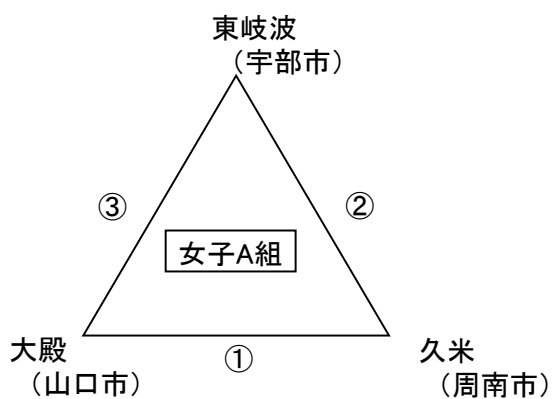 東岐波
（宇部市）
③
②
女子A組
大殿
（山口市）
①
久米
（周南市）